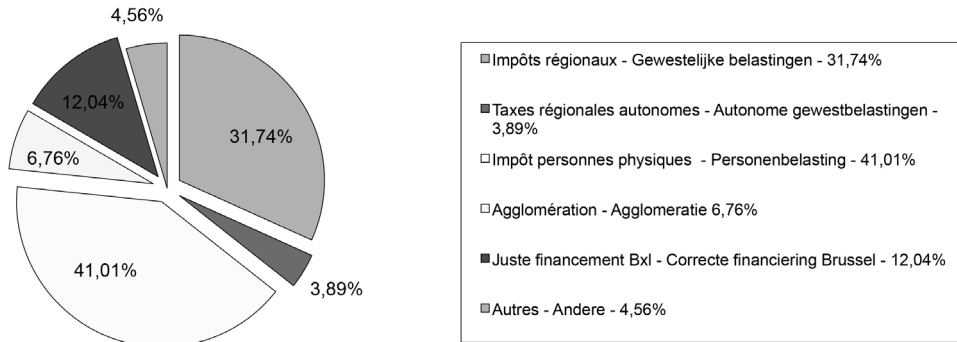 4,56%
12,04%
31,74%
6,76%
41,01%
3,89%
Impôts régionaux - Gewestelijke belastingen - 31,74%
Taxes régionales autonomes - Autonome gewestbelastingen -
3,89%
Impôt personnes physiques - Personenbelasting - 41,01%
Agglomération - Agglomeratie 6,76%
Juste financement Bxl - Correcte financiering Brussel - 12,04%
Autres - Andere - 4,56%